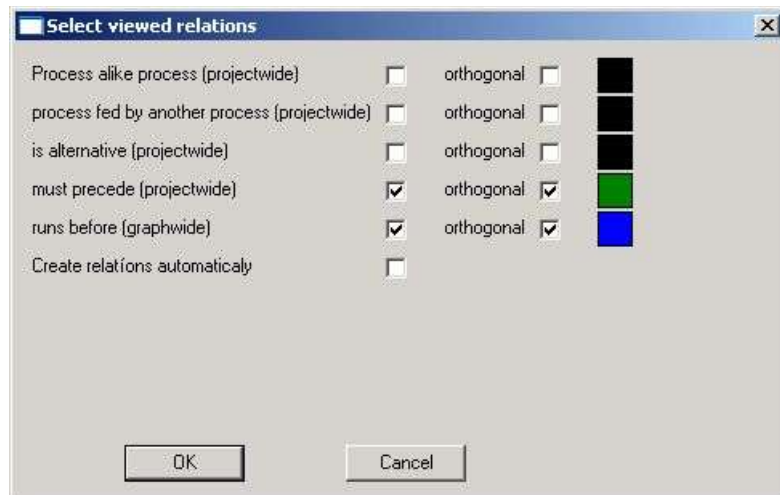 Select viewed relations
Process alike process (projectwide) orthogonal
process fed by another process (projectwide) orthogonal
is alternative (projectwide) orthogonal
must precede (projectwide) orthogonal
runs before (graphwide) orthogonal
Create relatíons automaticaly
OK Cancel